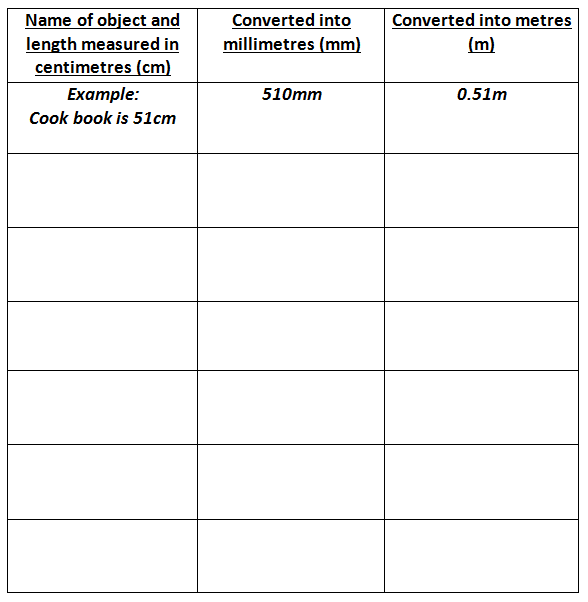 Name of object and
length measured in
centimetres (cm)
Converted into
millimetres (mm)
Converted into metres
(m)
Example:
Cook book is 51cm
510mm
0.51m